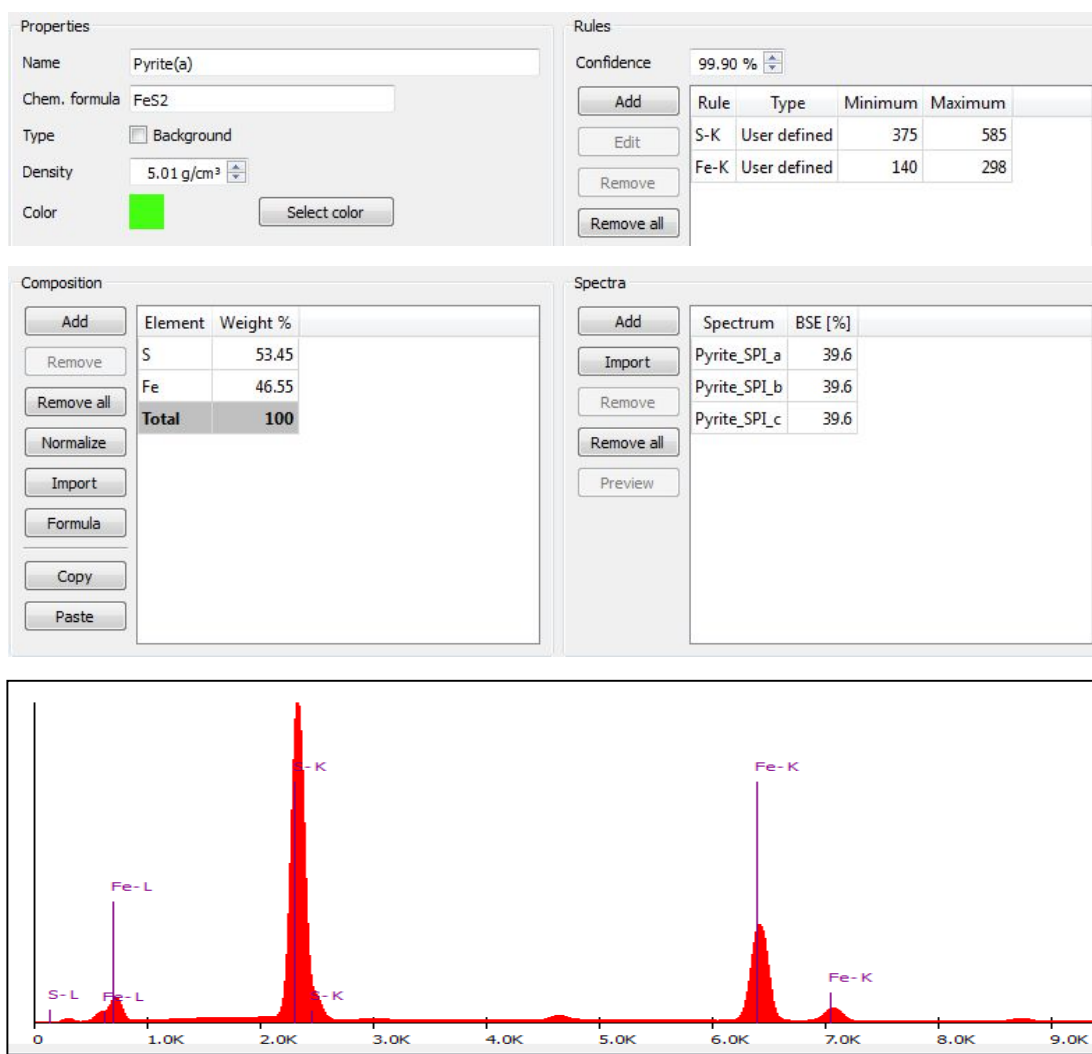 Properties
Name Pyrite(a)
Chem. formula FeS2
Type Background
Density 5.01 g/cm³
Color Select color
Rules
Confidence 99.90 %
Add
Edit
Remove
Remove all
Rule Type Minimum Maximum
S-K User defined 375 585
Fe-K User defined 140 298
Composition
Add
Remove
Remove all
Normalize
Import
Formula
Copy
Paste
Element Weight %
S 53.45
Fe 46.55
Total 100
Spectra
Add
Import
Remove
Remove all
Preview
Spectrum BSE [%]
Pyrite_SPI_a 39.6
Pyrite_SPI_b 39.6
Pyrite_SPI_c 39.6
S-K Fe-K
Fe-L
Fe-K
S-L Fe-L S-K
0 1.0K 2.0K 3.0K 4.0K 5.0K 6.0K 7.0K 8.0K 9.0K